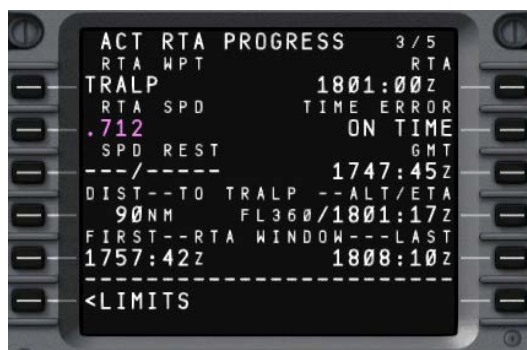 ACT RTA PROGRESS 3/5
RTA WPT RTA
TRALP 1801:00Z
RTA SPD TIME ERROR
.712 ON TIME
SPD REST GMT
---/----- 1747:45Z
DIST--TO TRALP --ALT/ETA
90NM FL360/1801:17Z
FIRST--RTA WINDOW---LAST
1757:42Z 1808:10Z
------------------------
<LIMITS